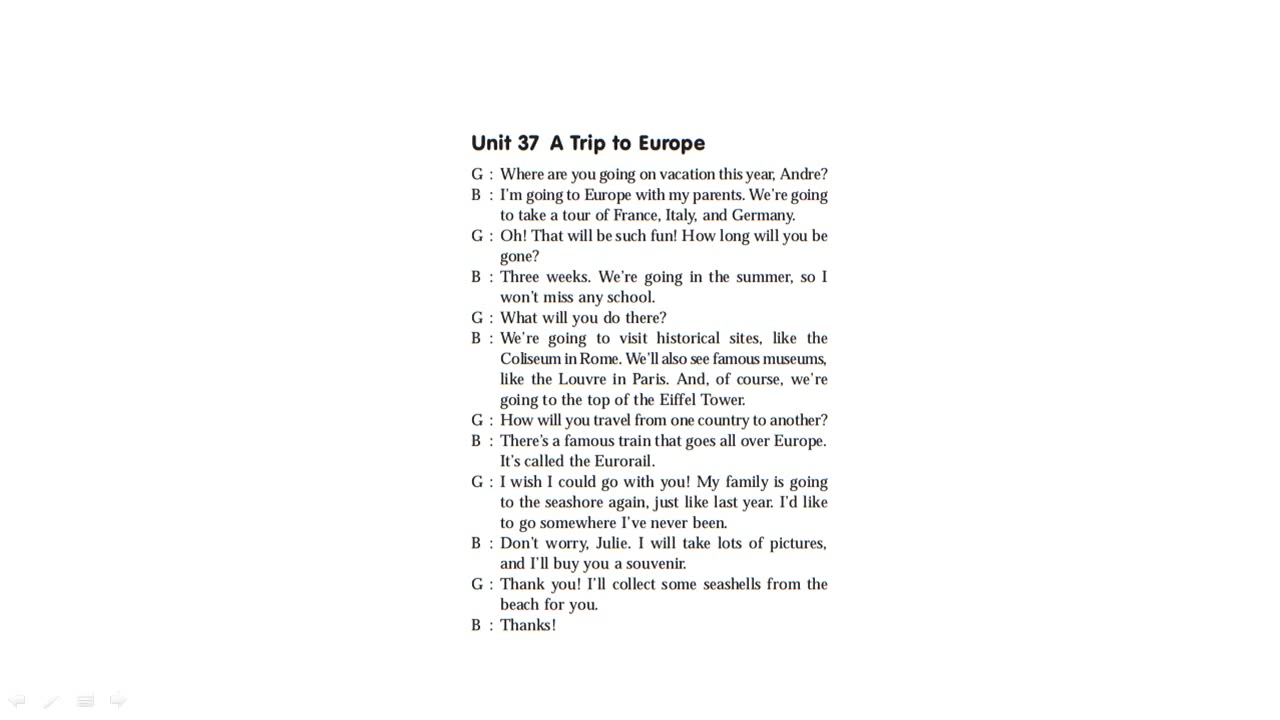 Unit 37 A Trip to Europe
G : Where are you going on vacation this year, Andre?
B : I'm going to Europe with my parents. We're going
to take a tour of France, Italy, and Germany.
G : Oh! That will be such fun! How long will you be
gone?
B : Three weeks. We're going in the summer, so I
won't miss any school.
G : What will you do there?
B : We're going to visit historical sites, like the
Coliseum in Rome. We'll also see famous museums,
like the Louvre in Paris. And, of course, we're
going to the top of the Eiffel Tower.
G : How will you travel from one country to another?
B : There's a famous train that goes all over Europe.
It's called the Eurorail.
G : I wish I could go with you! My family is going
to the seashore again, just like last year. I'd like
to go somewhere I've never been.
B : Don't worry, Julie. I will take lots of pictures,
and I'll buy you a souvenir.
G : Thank you! I'll collect some seashells from the
beach for you.
B : Thanks!